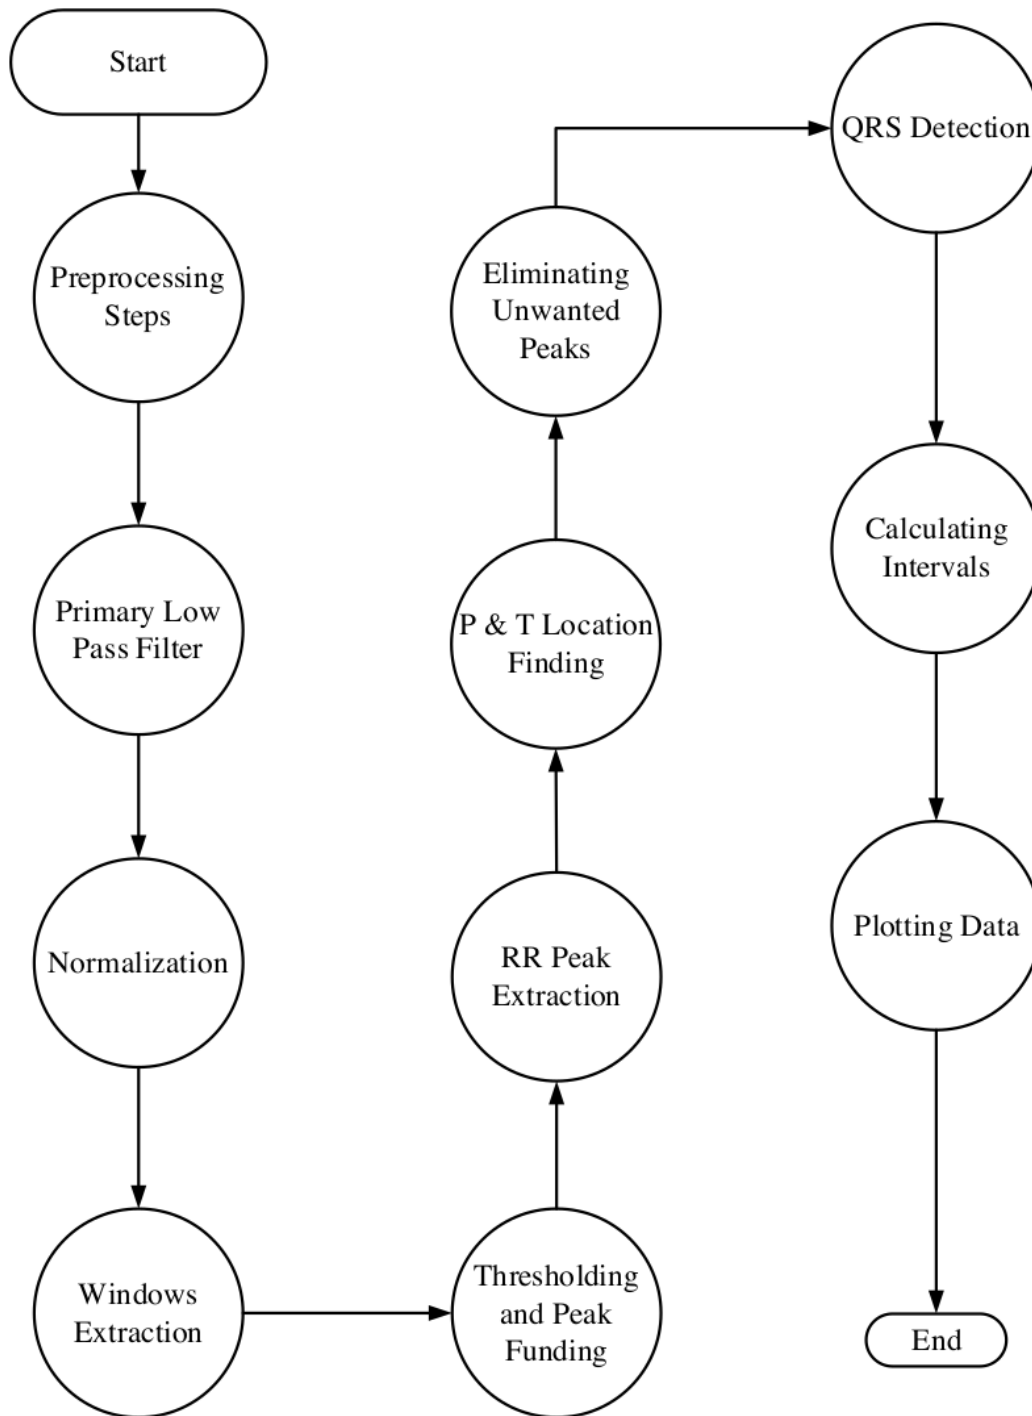 Start
Preprocessing
Steps
Primary Low
Pass Filter
Normalization
Windows
Extraction
Thresholding
and Peak
Funding
RR Peak
Extraction
P & T Location
Finding
Eliminating
Unwanted
Peaks
QRS Detection
Calculating
Intervals
Plotting Data
End